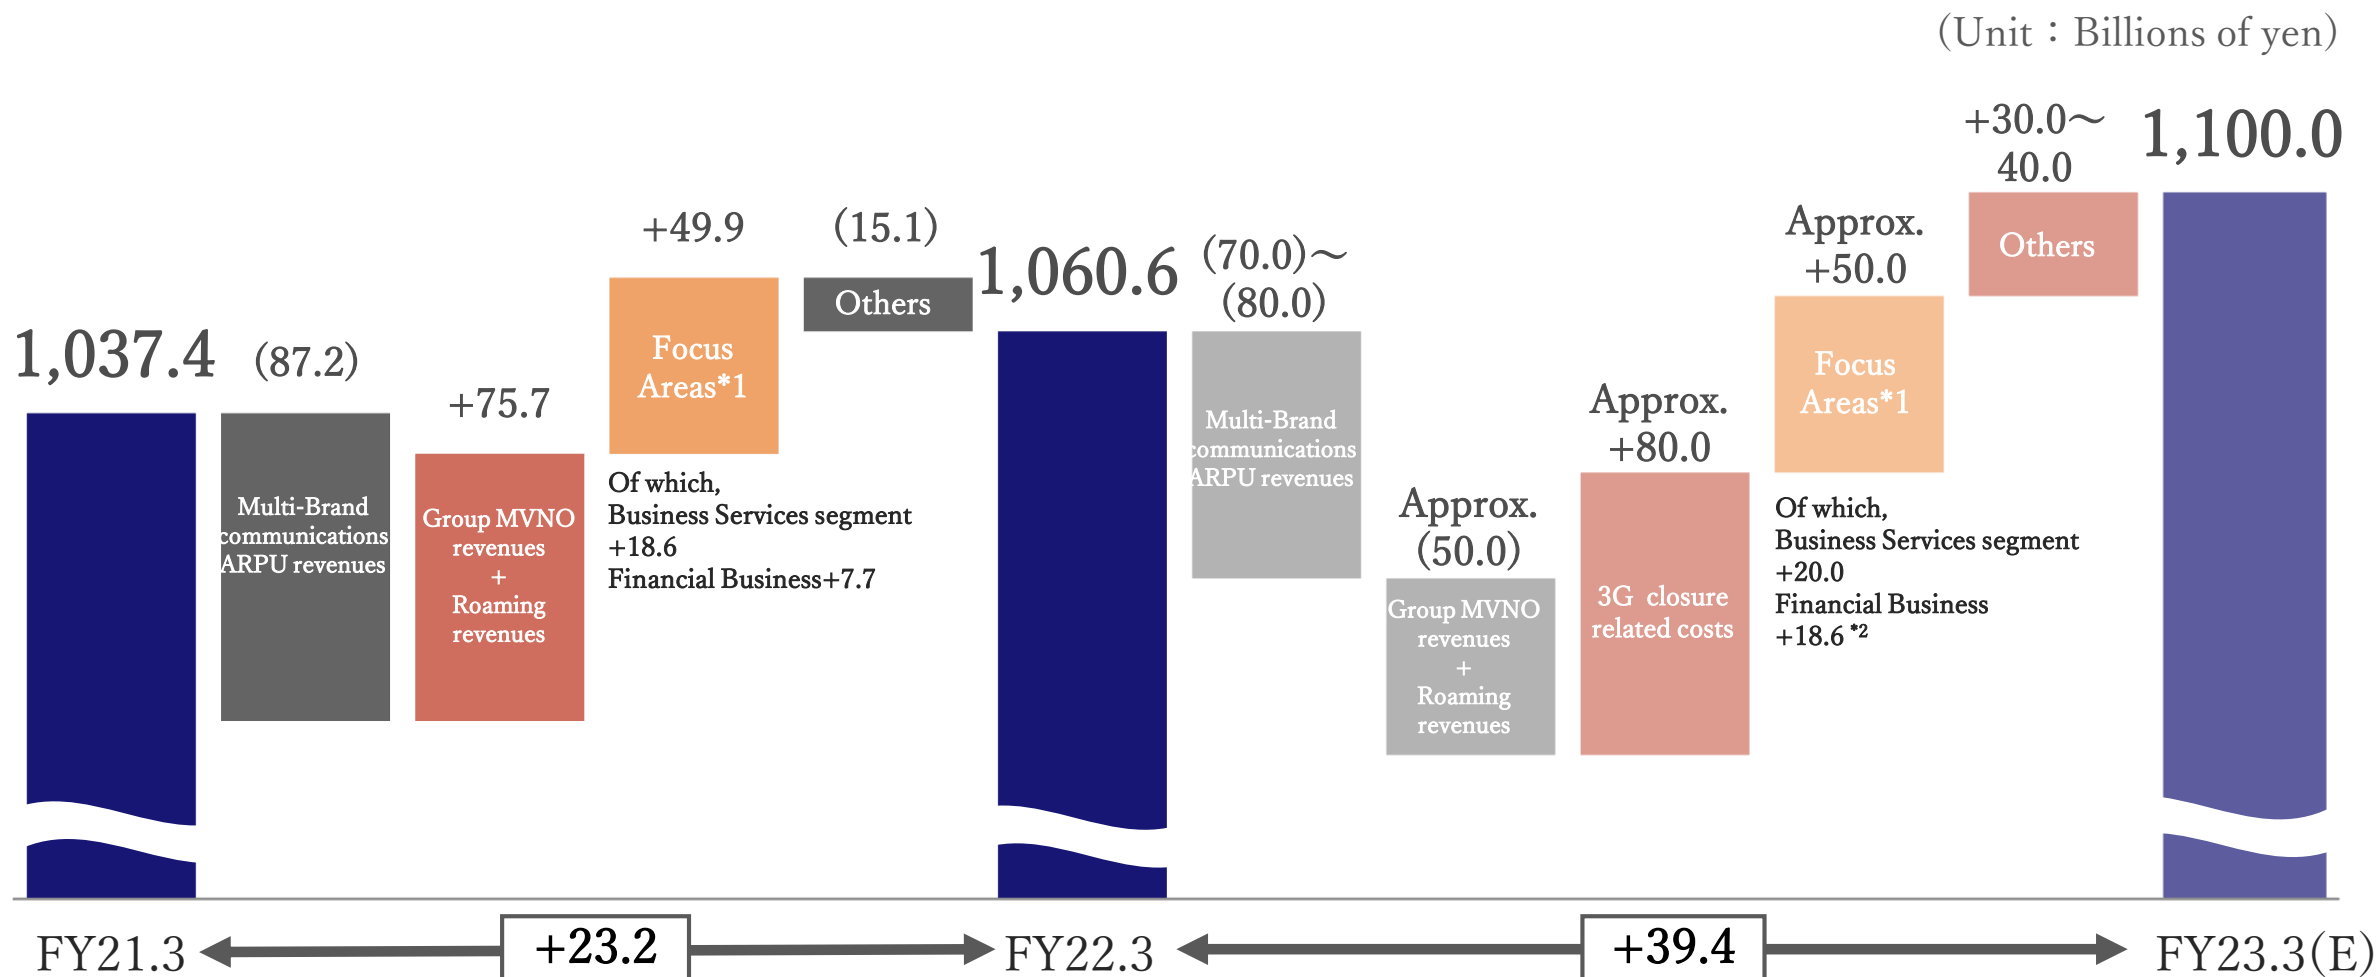 (Unit：Billions of yen)
1,037.4
(87.2)
Multi-Brand
communications
ARPU revenues
+75.7
Group MVNO
revenues
+
Roaming
revenues
+49.9
Focus
Areas*1
Of which,
Business Services segment
+18.6
Financial Business+7.7
(15.1)
Others
1,060.6
(70.0)～
(80.0)
Multi-Brand
communications
ARPU revenues
Approx.
(50.0)
Group MVNO
revenues
+
Roaming
revenues
Approx.
+80.0
3G closure
related costs
Approx.
+50.0
Focus
Areas*1
Of which,
Business Services segment
+20.0
Financial Business
+18.6 *2
+30.0～
40.0
Others
1,100.0
FY21.3
+23.2
FY22.3
+39.4
FY23.3(E)